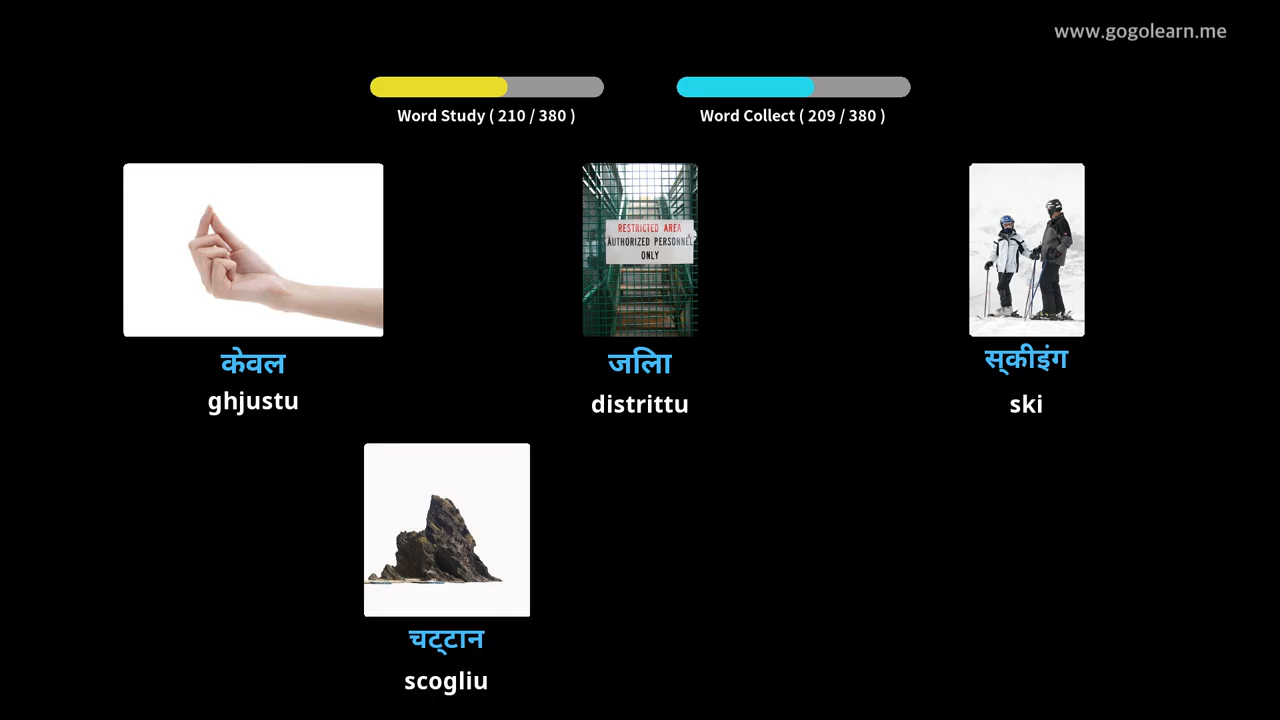 www.gogolearn.me
Word Study ( 210 / 380 )
Word Collect ( 209 / 380 )
RESTRICTED AREA
AUTHORIZED PERSONNEL
ONLY
केवल
जिला
स्कीइंग
ghjustu
distrittu
ski
चट्टान
scogliu